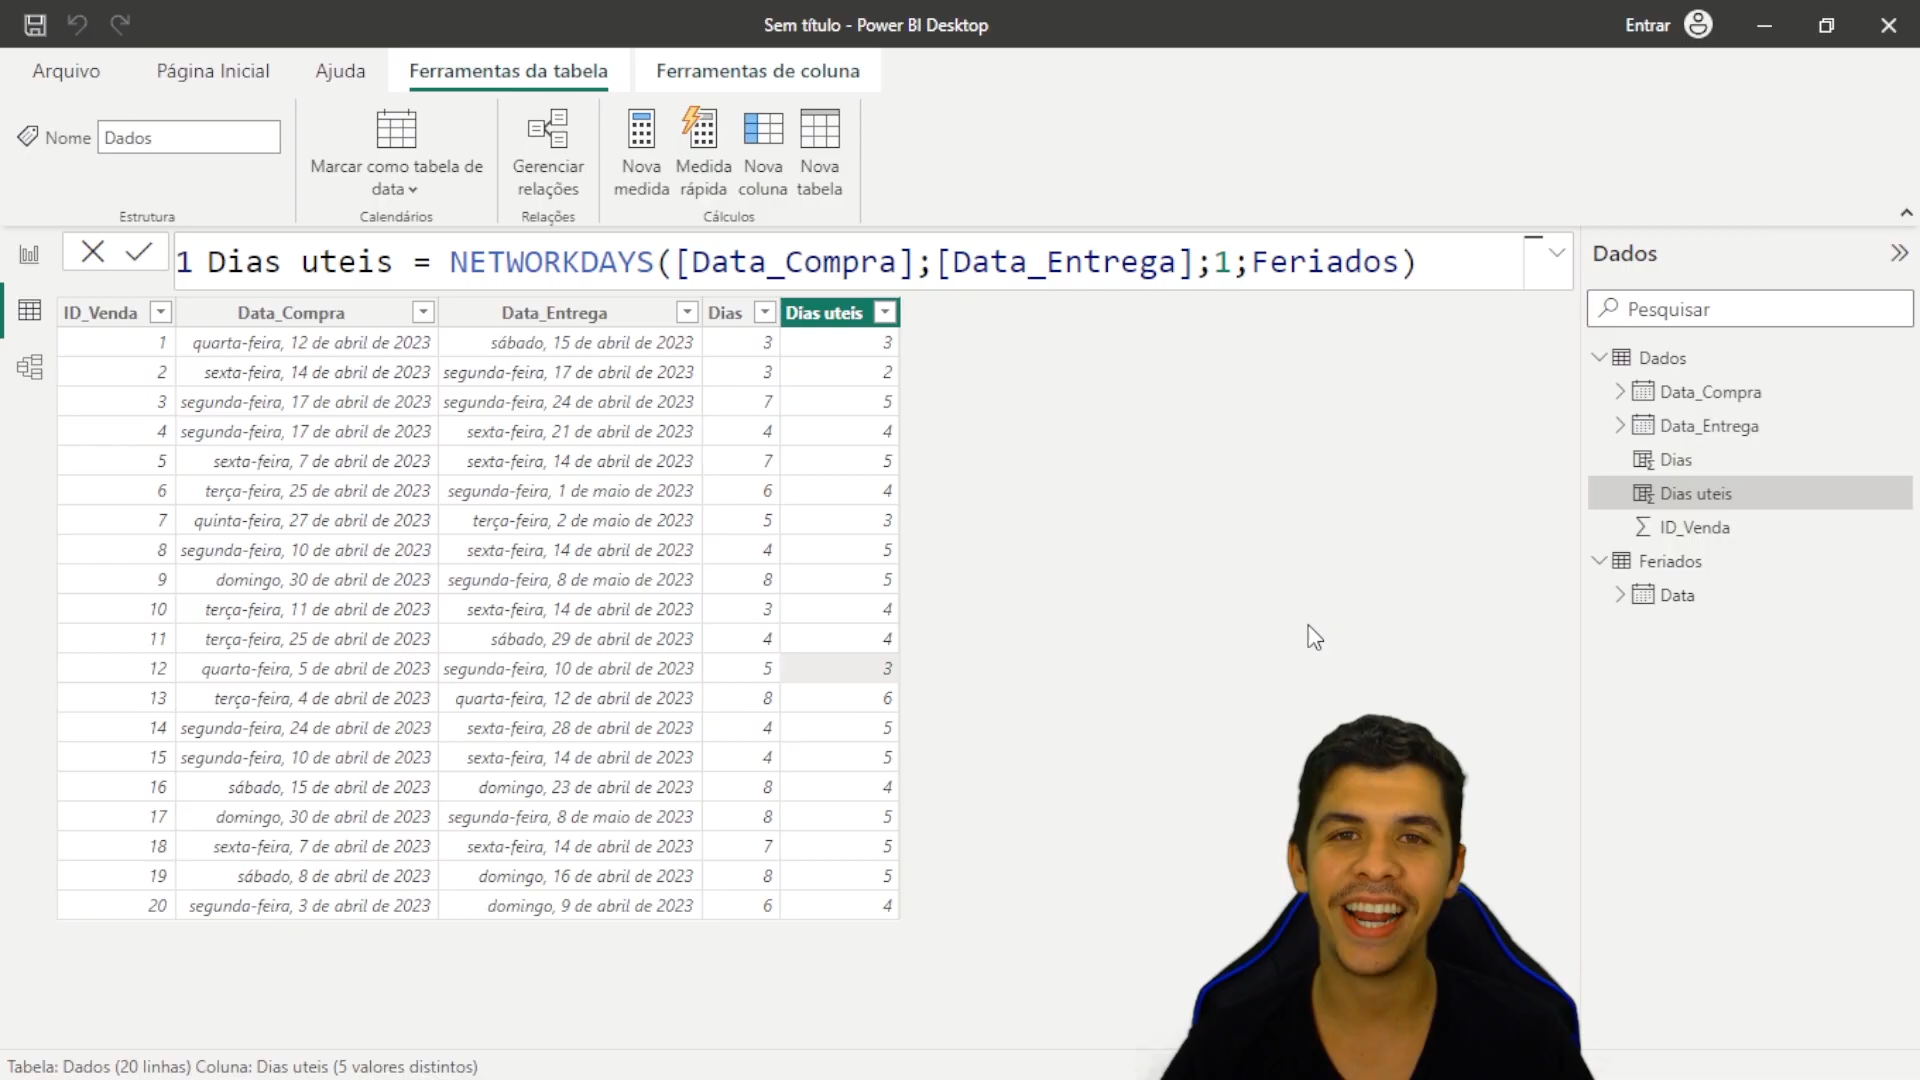 Sem título - Power BI Desktop
Entrar
Arquivo
Página Inicial
Ajuda
Ferramentas da tabela
Ferramentas de coluna
Nome
Dados
Marcar como tabela de data
Gerenciar relações
Nova medida
Medida rápida
Nova coluna
Nova tabela
Estrutura
Calendários
Relações
Cálculos
1 Dias uteis = NETWORKDAYS([Data_Compra];[Data_Entrega];1;Feriados)
ID_Venda Data_Compra Data_Entrega Dias Dias uteis
1 quarta-feira, 12 de abril de 2023 sábado, 15 de abril de 2023 3 3
2 sexta-feira, 14 de abril de 2023 segunda-feira, 17 de abril de 2023 3 2
3 segunda-feira, 17 de abril de 2023 segunda-feira, 24 de abril de 2023 7 5
4 segunda-feira, 17 de abril de 2023 sexta-feira, 21 de abril de 2023 4 4
5 sexta-feira, 7 de abril de 2023 sexta-feira, 14 de abril de 2023 7 5
6 terça-feira, 25 de abril de 2023 segunda-feira, 1 de maio de 2023 6 4
7 quinta-feira, 27 de abril de 2023 terça-feira, 2 de maio de 2023 5 3
8 segunda-feira, 10 de abril de 2023 sexta-feira, 14 de abril de 2023 4 5
9 domingo, 30 de abril de 2023 segunda-feira, 8 de maio de 2023 8 5
10 terça-feira, 11 de abril de 2023 sexta-feira, 14 de abril de 2023 3 4
11 terça-feira, 25 de abril de 2023 sábado, 29 de abril de 2023 4 4
12 quarta-feira, 5 de abril de 2023 segunda-feira, 10 de abril de 2023 5 3
13 terça-feira, 4 de abril de 2023 quarta-feira, 12 de abril de 2023 8 6
14 segunda-feira, 24 de abril de 2023 sexta-feira, 28 de abril de 2023 4 5
15 segunda-feira, 10 de abril de 2023 sexta-feira, 14 de abril de 2023 4 5
16 sábado, 15 de abril de 2023 domingo, 23 de abril de 2023 8 4
17 domingo, 30 de abril de 2023 segunda-feira, 8 de maio de 2023 8 5
18 sexta-feira, 7 de abril de 2023 sexta-feira, 14 de abril de 2023 7 5
19 sábado, 8 de abril de 2023 domingo, 16 de abril de 2023 8 5
20 segunda-feira, 3 de abril de 2023 domingo, 9 de abril de 2023 6 4
Dados
Pesquisar
Dados
Data_Compra
Data_Entrega
Dias
Dias uteis
ID_Venda
Feriados
Data
Tabela: Dados (20 linhas) Coluna: Dias uteis (5 valores distintos)